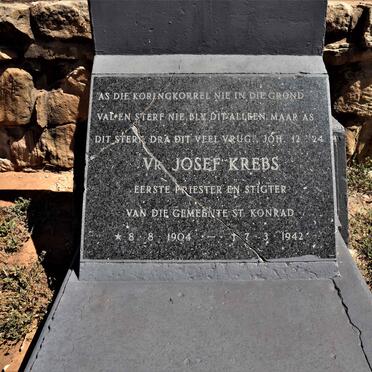 AS DIE KORINGKORREL NIE IN DIE GROND
VAL EN STERF NIE BLY DIT ALLEEN. MAAR AS
DIT STERF DRA DIT VEEL VRUG. JOH. 12 24
VR. JOSEF KREBS
EERSTE PRIESTER EN STIGTER
VAN DIE GEMEENTE ST. KONRAD
* 8. 8. 1904 — † 7. 3. 1942